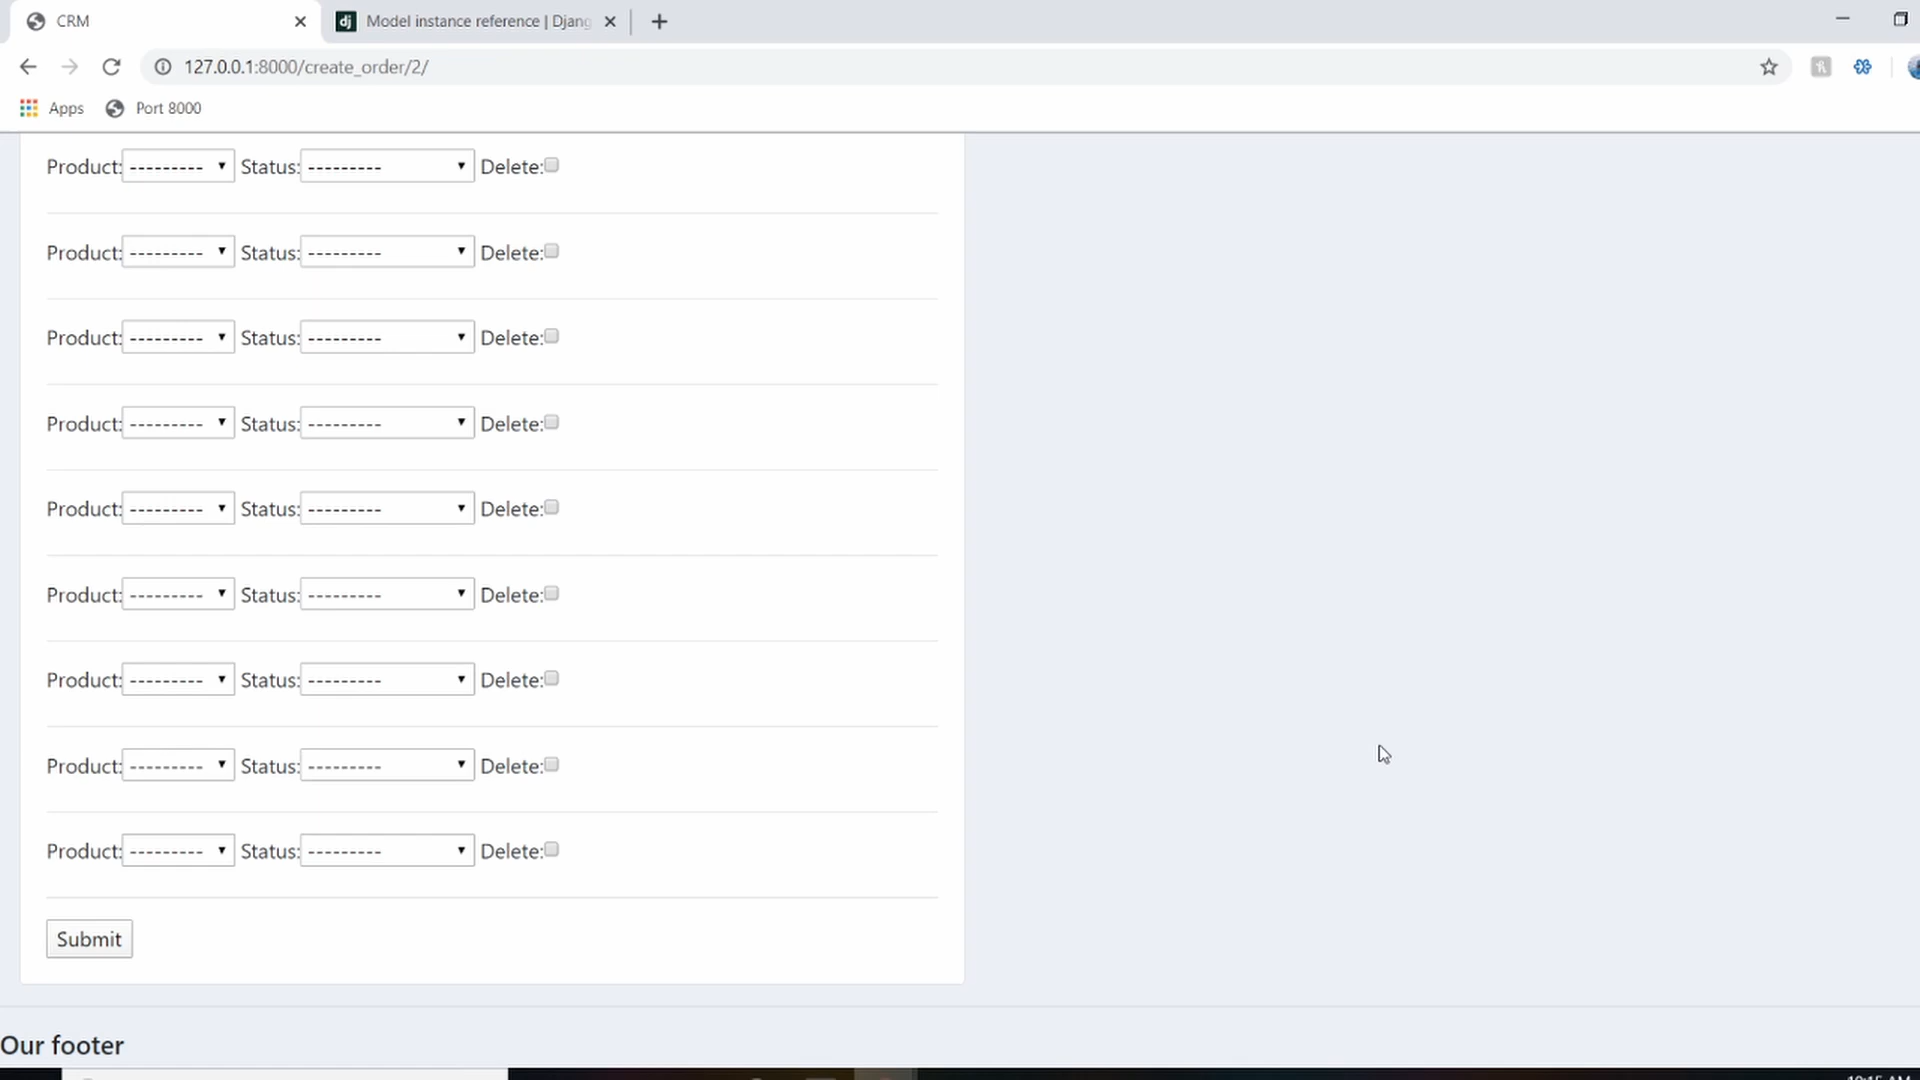 CRM
Model instance reference | Djang
127.0.0.1:8000/create_order/2/
Apps
Port 8000
Product: --------- Status: --------- Delete:
Product: --------- Status: --------- Delete:
Product: --------- Status: --------- Delete:
Product: --------- Status: --------- Delete:
Product: --------- Status: --------- Delete:
Product: --------- Status: --------- Delete:
Product: --------- Status: --------- Delete:
Product: --------- Status: --------- Delete:
Product: --------- Status: --------- Delete:
Submit
Our footer